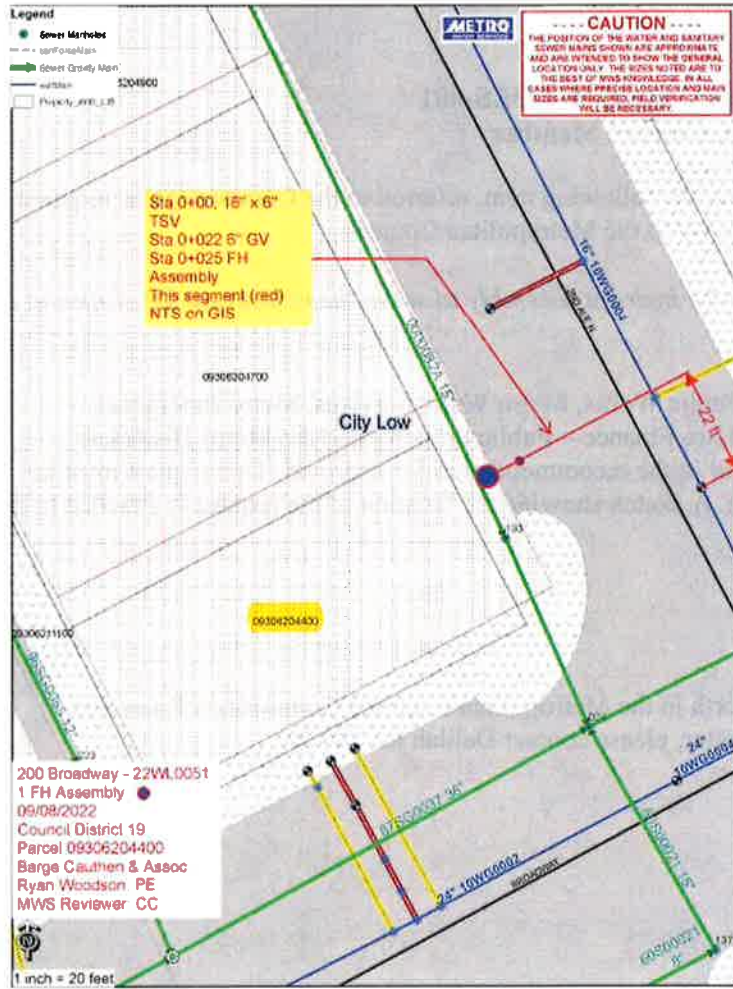 Legend
Sewer Manholes
Sewer Gravity Main
METRO
WATER SERVICES
---- CAUTION ----
THE POSITION OF THE WATER AND SANITARY
SEWER MAINS SHOWN ARE APPROXIMATE
AND ARE INTENDED TO SHOW THE GENERAL
LOCATION ONLY. THE SIZES NOTED ARE TO
THE BEST OF MWS KNOWLEDGE. IN ALL
CASES WHERE PRECISE LOCATION AND MAIN
SIZES ARE REQUIRED, FIELD VERIFICATION
WILL BE NECESSARY.
Sta 0+00, 16" x 6"
TSV
Sta 0+022 6" GV
Sta 0+025 FH
Assembly
This segment (red)
NTS on GIS
16" 10WG0004
2ND AVE N
09306204700
City Low
22 ft
09306204400
200 Broadway - 22WL0051
1 FH Assembly
09/08/2022
Council District 19
Parcel 09306204400
Barge Cauthen & Assoc
Ryan Woodson PE
MWS Reviewer CC
24"
10WG0004
24" 10WG0002
BROADWAY
N
1 inch = 20 feet